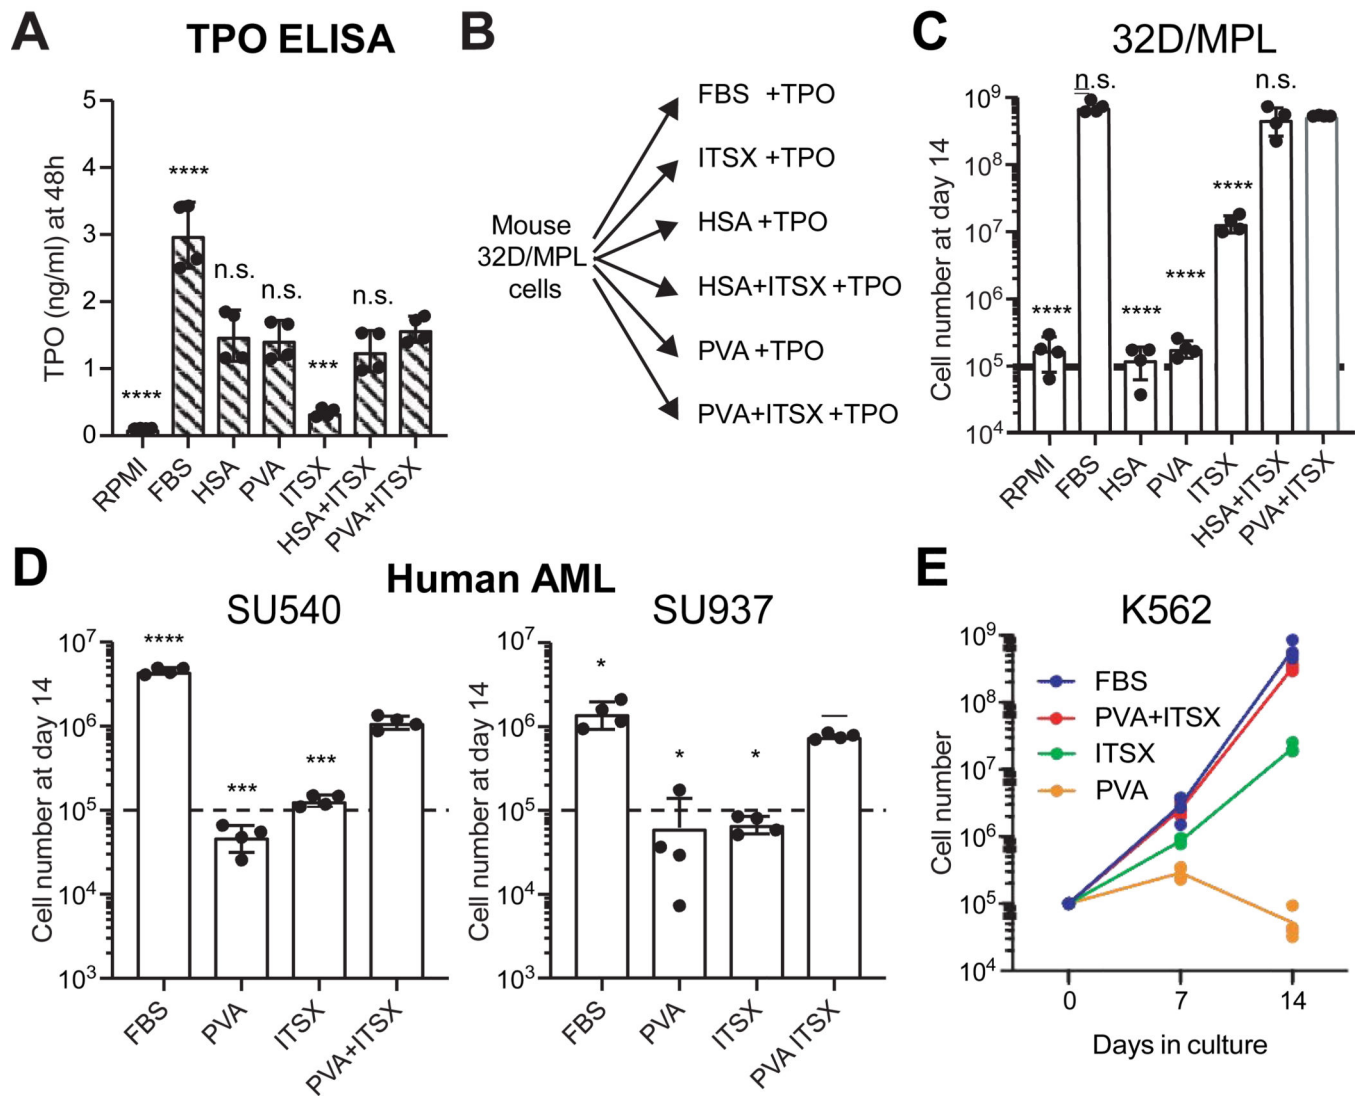 A
TPO ELISA
TPO (ng/ml) at 48h
5
4
3
2
1
0
****
****
n.s.
n.s.
***
n.s.
RPMI
FBS
HSA
PVA
ITSX
HSA+ITSX
PVA+ITSX
B
Mouse
32D/MPL
cells
FBS +TPO
ITSX +TPO
HSA +TPO
HSA+ITSX +TPO
PVA +TPO
PVA+ITSX +TPO
C
32D/MPL
Cell number at day 14
10⁹
10⁸
10⁷
10⁶
10⁵
10⁴
****
n.s.
****
****
****
n.s.
RPMI
FBS
HSA
PVA
ITSX
HSA+ITSX
PVA+ITSX
D
Human AML
SU540
Cell number at day 14
10⁷
10⁶
10⁵
10⁴
10³
****
***
***
FBS
PVA
ITSX
PVA+ITSX
SU937
Cell number at day 14
10⁷
10⁶
10⁵
10⁴
10³
*
*
*
FBS
PVA
ITSX
PVA ITSX
E
K562
Cell number
10⁹
10⁸
10⁷
10⁶
10⁵
10⁴
FBS
PVA+ITSX
ITSX
PVA
0
7
14
Days in culture